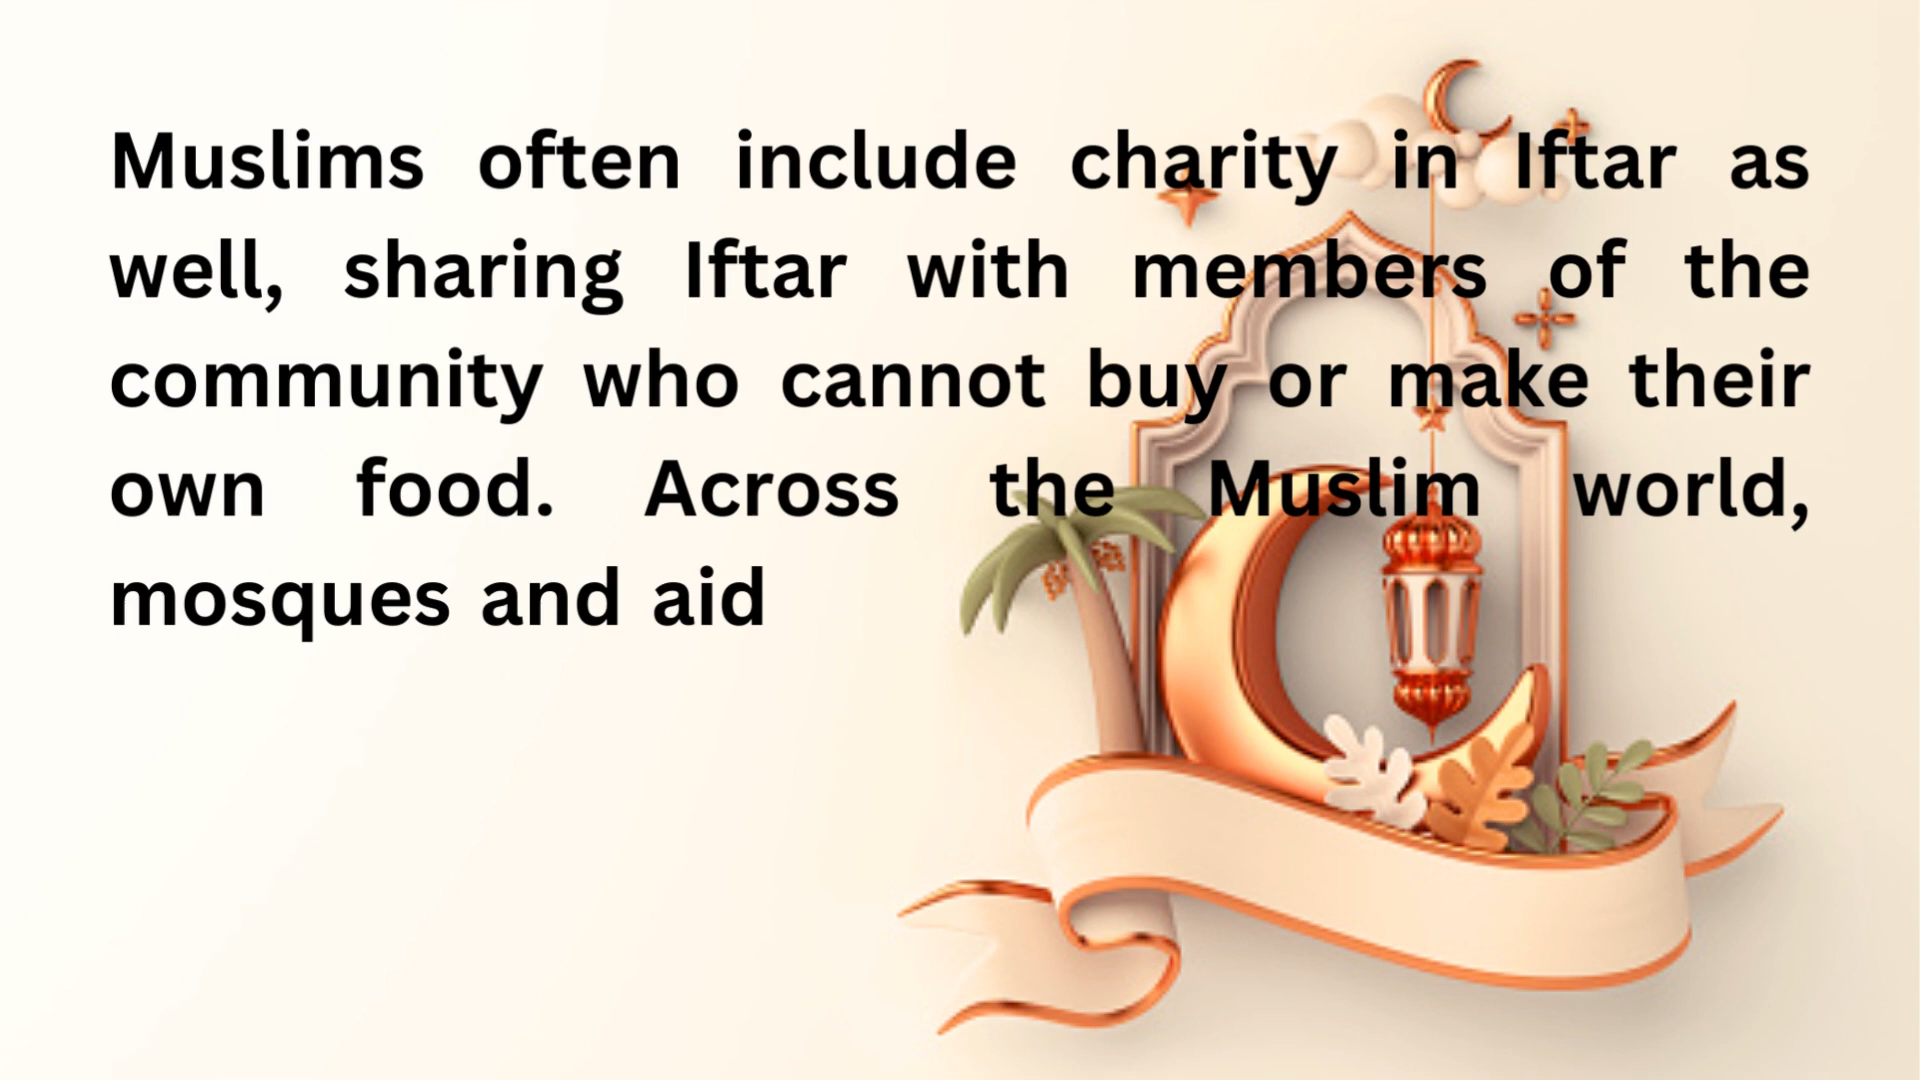 Muslims often include charity in Iftar as
well, sharing Iftar with members of the
community who cannot buy or make their
own food. Across the Muslim world,
mosques and aid